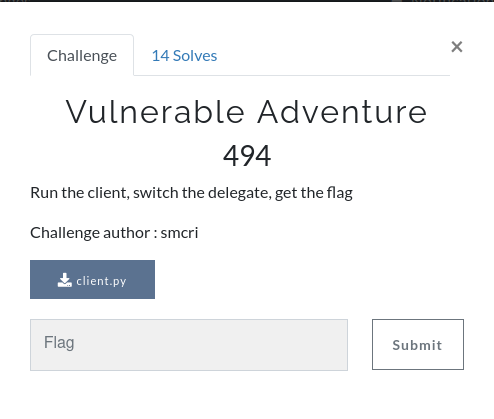 Challenge
14 Solves
×
Vulnerable Adventure
494
Run the client, switch the delegate, get the flag
Challenge author : smcri
client.py
Flag
Submit